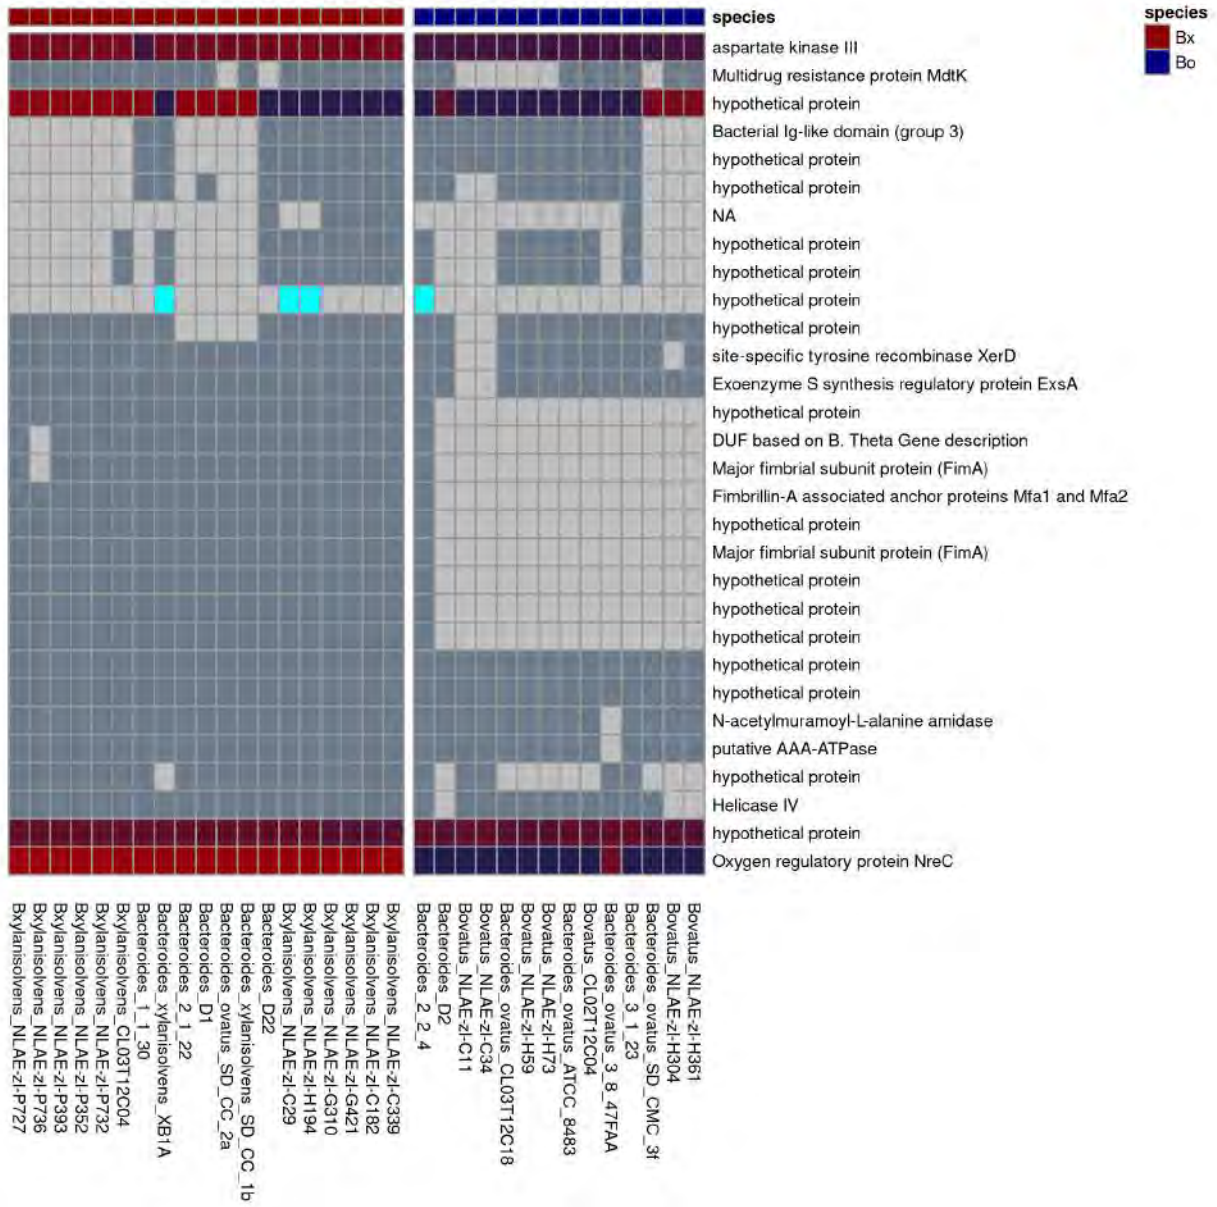 species
species
Bx
Bo
aspartate kinase III
Multidrug resistance protein MdtK
hypothetical protein
Bacterial Ig-like domain (group 3)
hypothetical protein
hypothetical protein
NA
hypothetical protein
hypothetical protein
hypothetical protein
hypothetical protein
site-specific tyrosine recombinase XerD
Exoenzyme S synthesis regulatory protein ExsA
hypothetical protein
DUF based on B. Theta Gene description
Major fimbrial subunit protein (FimA)
Fimbrillin-A associated anchor proteins Mfa1 and Mfa2
hypothetical protein
Major fimbrial subunit protein (FimA)
hypothetical protein
hypothetical protein
hypothetical protein
hypothetical protein
hypothetical protein
N-acetylmuramoyl-L-alanine amidase
putative AAA-ATPase
hypothetical protein
Helicase IV
hypothetical protein
Oxygen regulatory protein NreC
Bxylanisolvens_NLAE-zl-P727
Bxylanisolvens_NLAE-zl-P736
Bxylanisolvens_NLAE-zl-P393
Bxylanisolvens_NLAE-zl-P352
Bxylanisolvens_NLAE-zl-P732
Bxylanisolvens_CL03T12C04
Bacteroides_1_1_30
Bacteroides_xylanisolvens_XB1A
Bacteroides_2_1_22
Bacteroides_D1
Bacteroides_ovatus_SD_CC_2a
Bacteroides_xylanisolvens_SD_CC_1b
Bacteroides_D22
Bxylanisolvens_NLAE-zl-C29
Bxylanisolvens_NLAE-zl-H194
Bxylanisolvens_NLAE-zl-G310
Bxylanisolvens_NLAE-zl-G421
Bxylanisolvens_NLAE-zl-C182
Bxylanisolvens_NLAE-zl-C339
Bacteroides_2_2_4
Bacteroides_D2
Bovatus_NLAE-zl-C11
Bovatus_NLAE-zl-C34
Bacteroides_ovatus_CL03T12C18
Bovatus_NLAE-zl-H59
Bovatus_NLAE-zl-H73
Bacteroides_ovatus_ATCC_8483
Bovatus_CL02T12C04
Bacteroides_ovatus_3_8_47FAA
Bacteroides_3_1_23
Bacteroides_ovatus_SD_CMC_3f
Bovatus_NLAE-zl-H304
Bovatus_NLAE-zl-H361